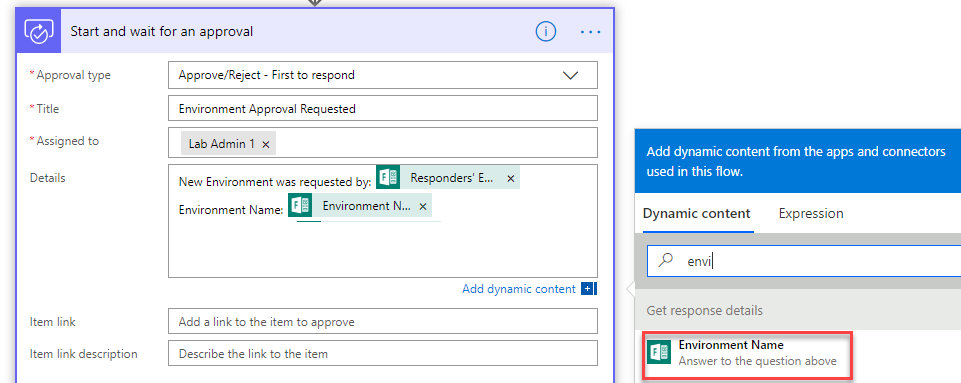 Start and wait for an approval
* Approval type
Approve/Reject - First to respond
* Title
Environment Approval Requested
* Assigned to
Lab Admin 1 ×
Details
New Environment was requested by: Responders' E... ×
Environment Name: Environment N... ×
Add dynamic content
Item link
Add a link to the item to approve
Item link description
Describe the link to the item
Add dynamic content from the apps and connectors
used in this flow.
Dynamic content
Expression
envi
Get response details
Environment Name
Answer to the question above